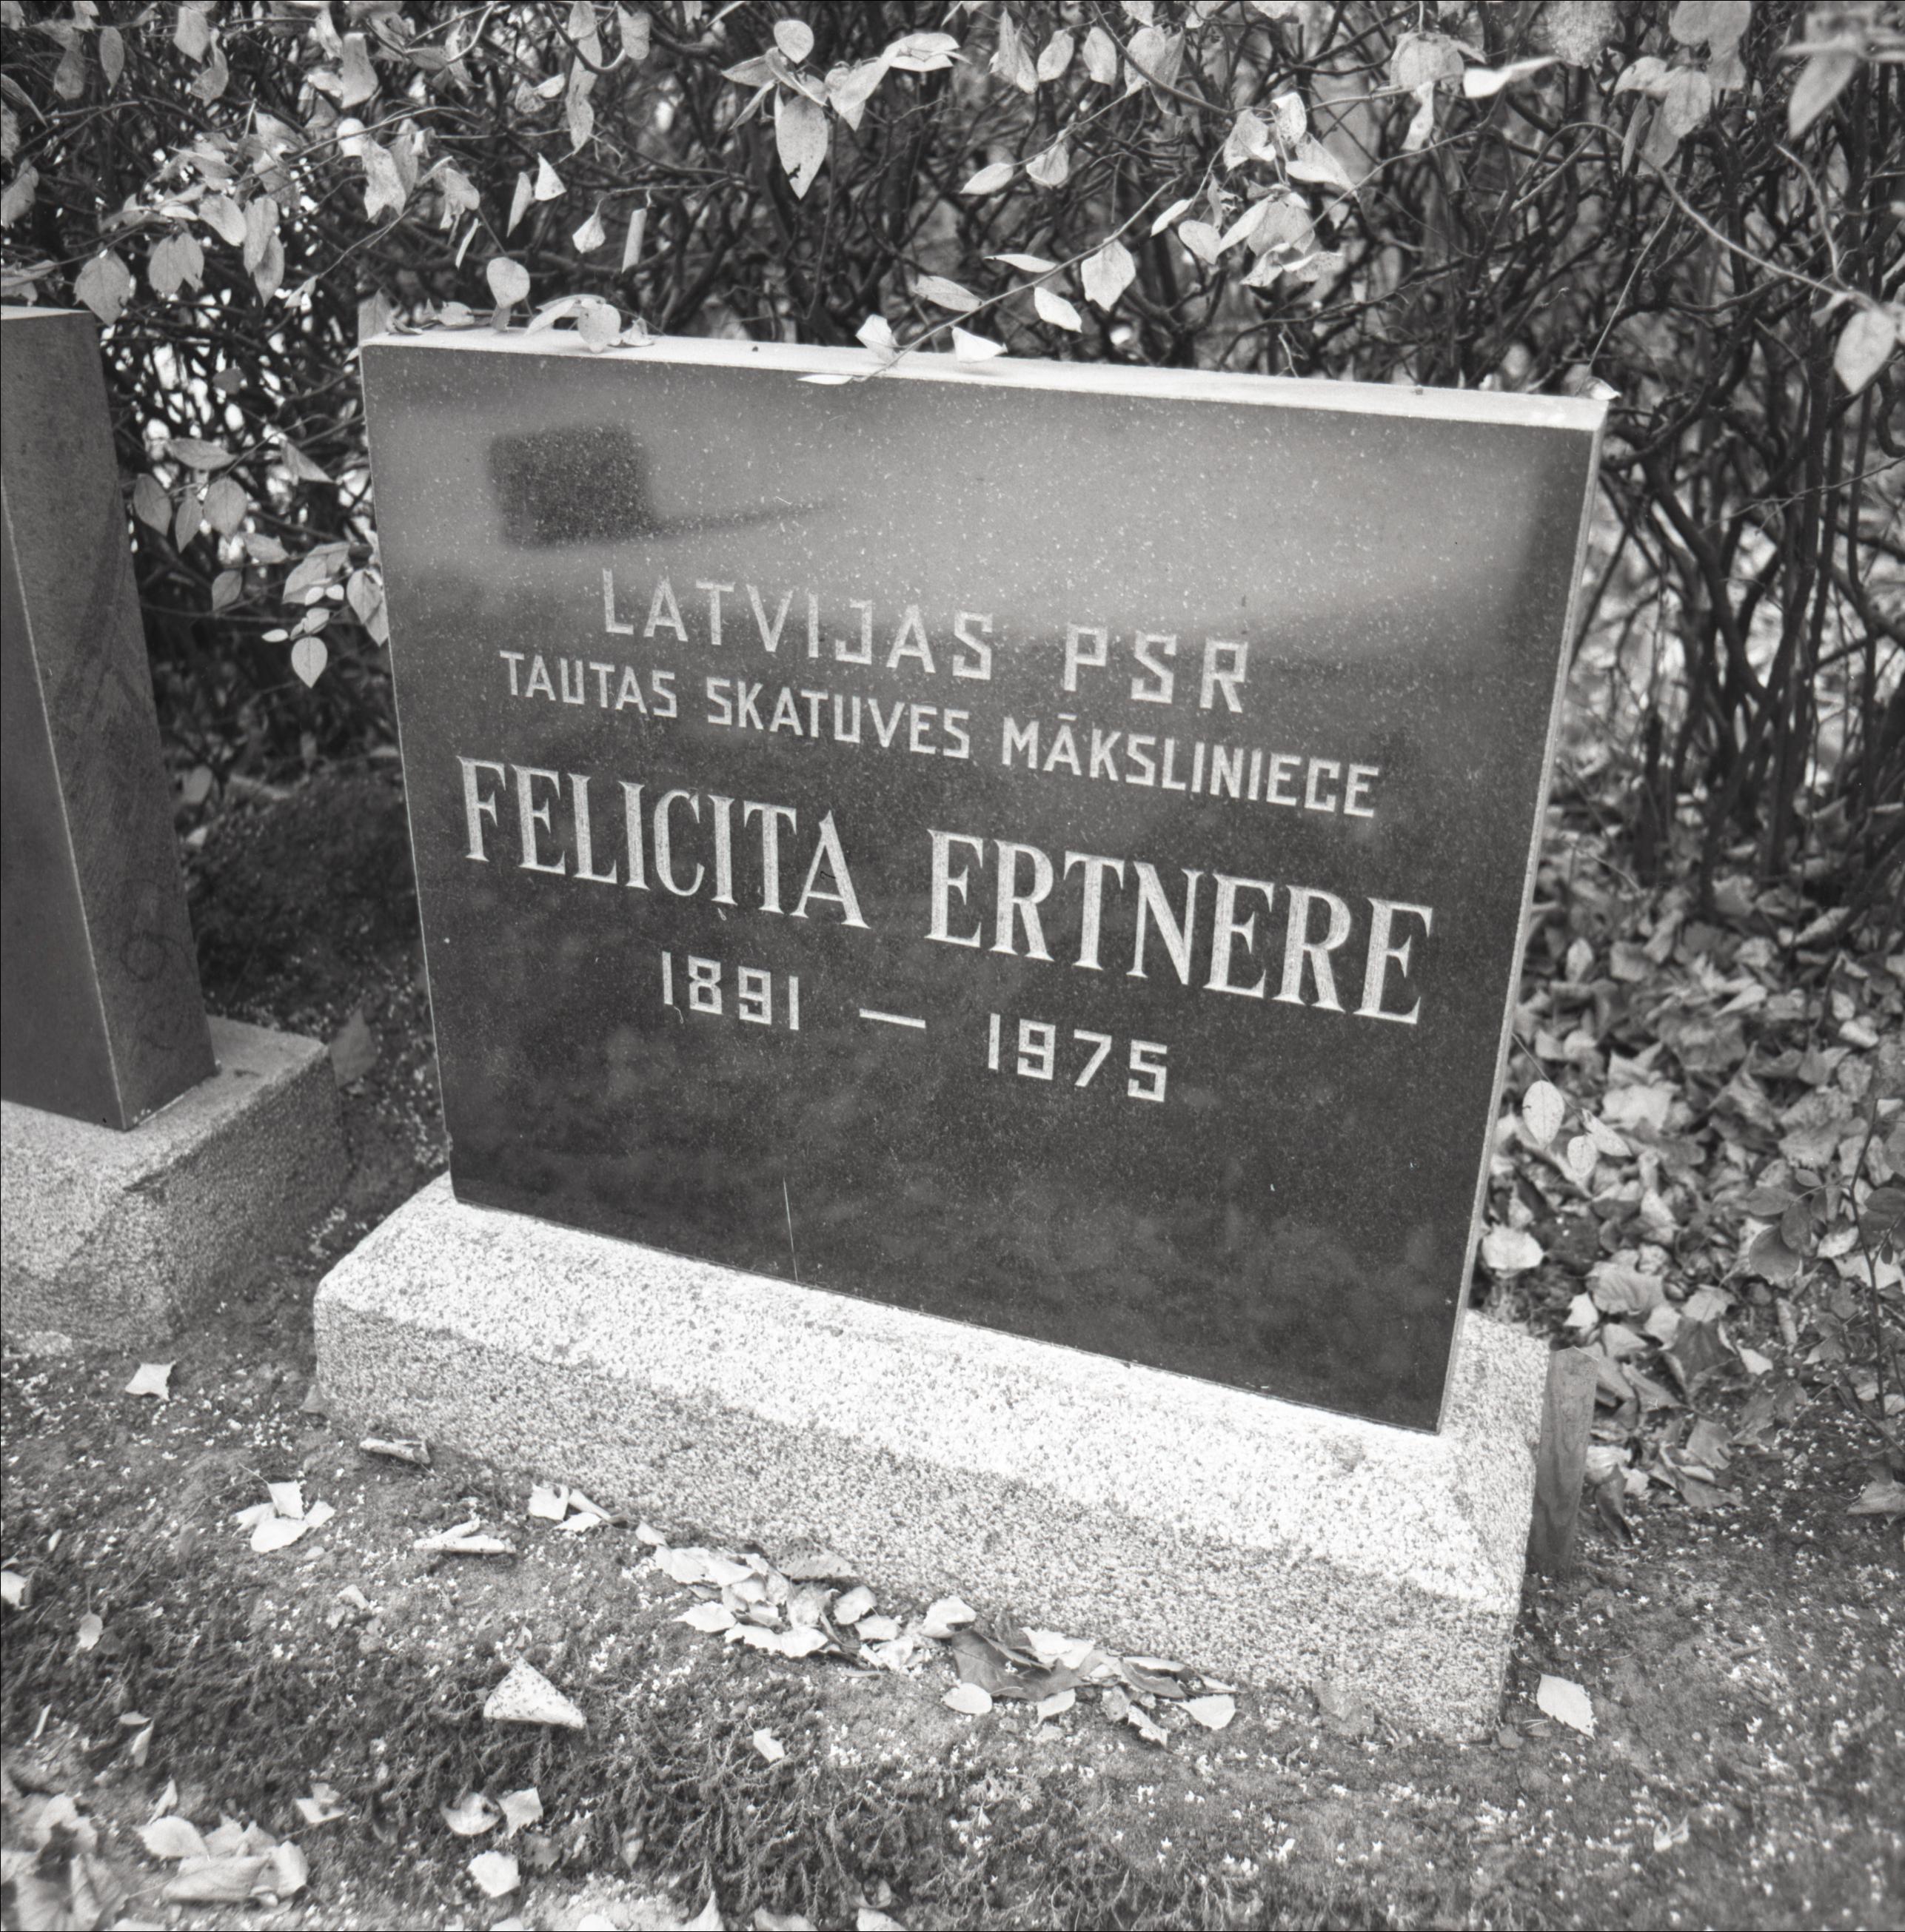 LATVIJAS PSR
TAUTAS SKATUVES MĀKSLINIECE
FELICITA ERTNERE
1891 — 1975